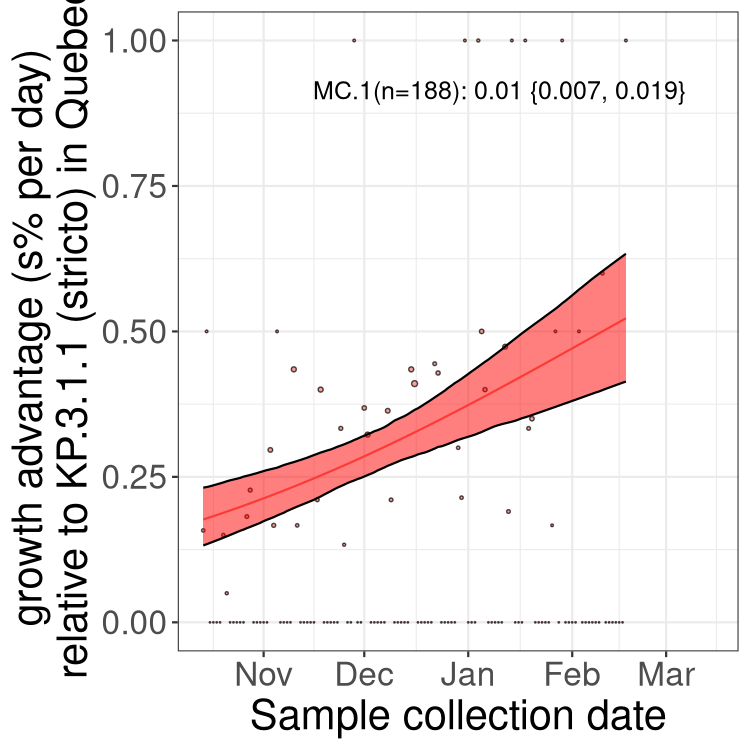 growth advantage (s% per day)
relative to KP.3.1.1 (stricto) in Quebec
1.00
MC.1(n=188): 0.01 {0.007, 0.019}
0.75
0.50
0.25
0.00
Nov Dec Jan Feb Mar
Sample collection date